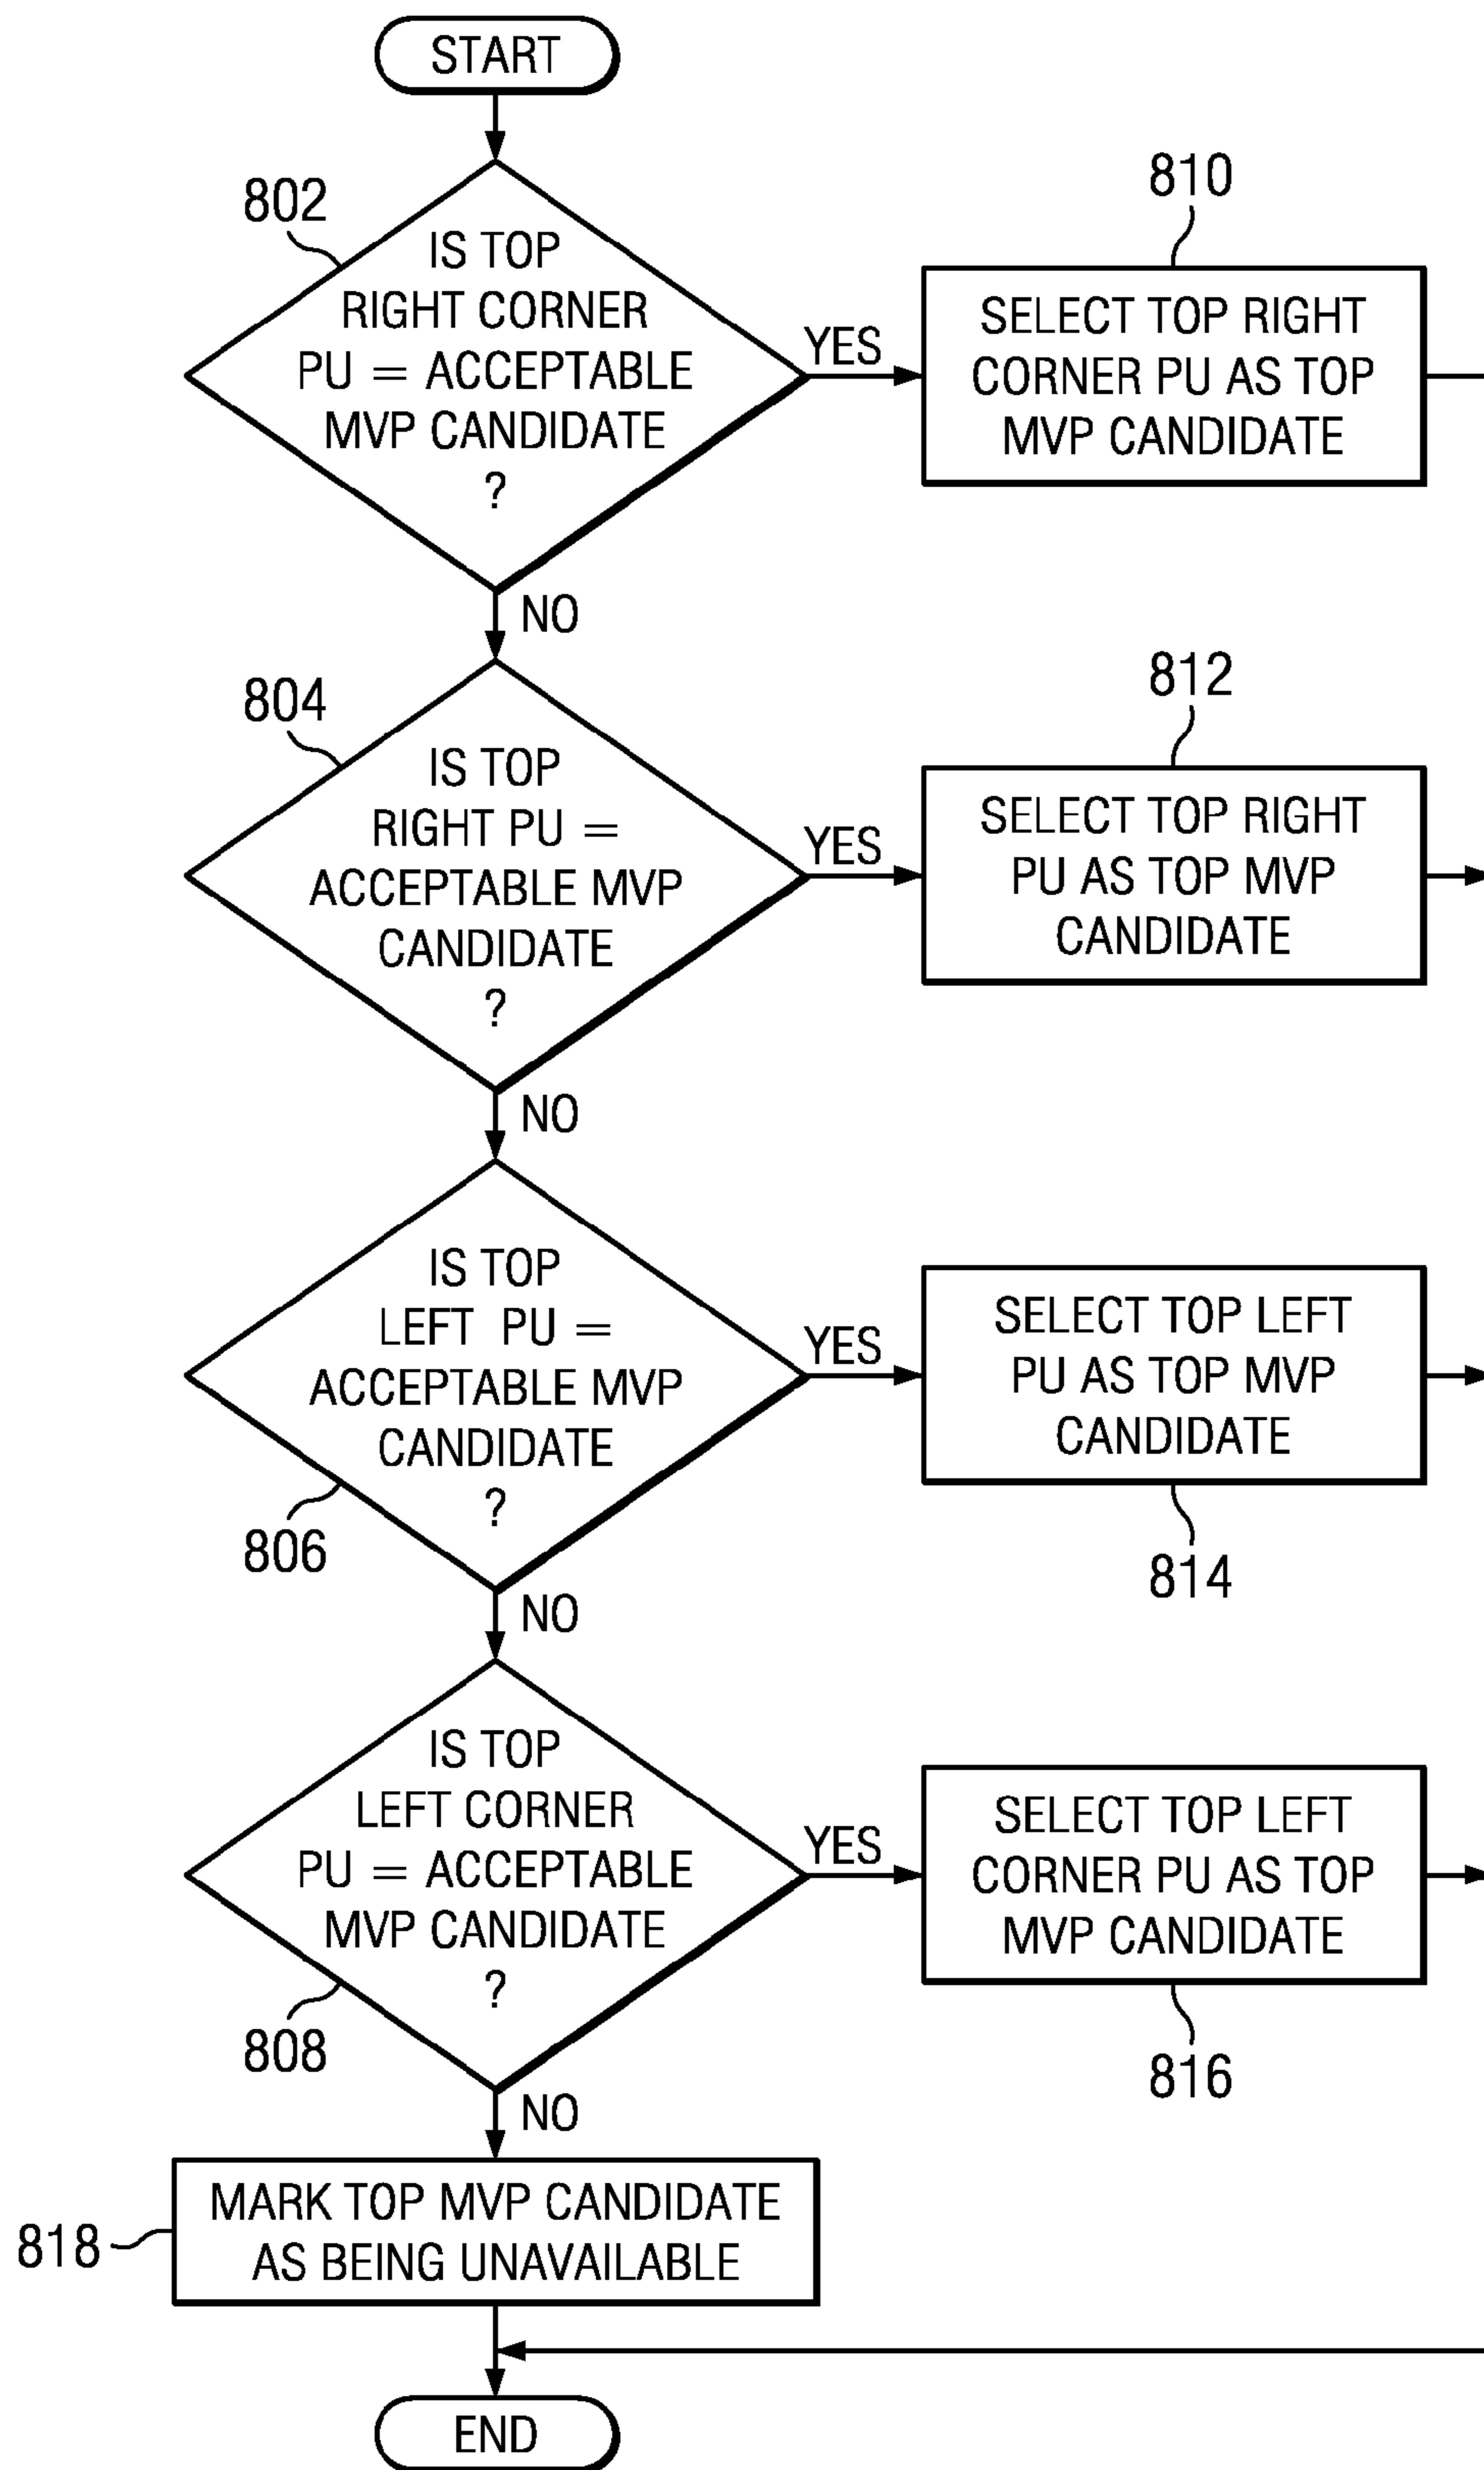 START
802
IS TOP
RIGHT CORNER
PU = ACCEPTABLE
MVP CANDIDATE
?
YES
810
SELECT TOP RIGHT
CORNER PU AS TOP
MVP CANDIDATE
NO
804
IS TOP
RIGHT PU =
ACCEPTABLE MVP
CANDIDATE
?
YES
812
SELECT TOP RIGHT
PU AS TOP MVP
CANDIDATE
NO
IS TOP
LEFT PU =
ACCEPTABLE MVP
CANDIDATE
?
806
YES
SELECT TOP LEFT
PU AS TOP MVP
CANDIDATE
814
NO
IS TOP
LEFT CORNER
PU = ACCEPTABLE
MVP CANDIDATE
?
808
YES
SELECT TOP LEFT
CORNER PU AS TOP
MVP CANDIDATE
816
NO
818
MARK TOP MVP CANDIDATE
AS BEING UNAVAILABLE
END